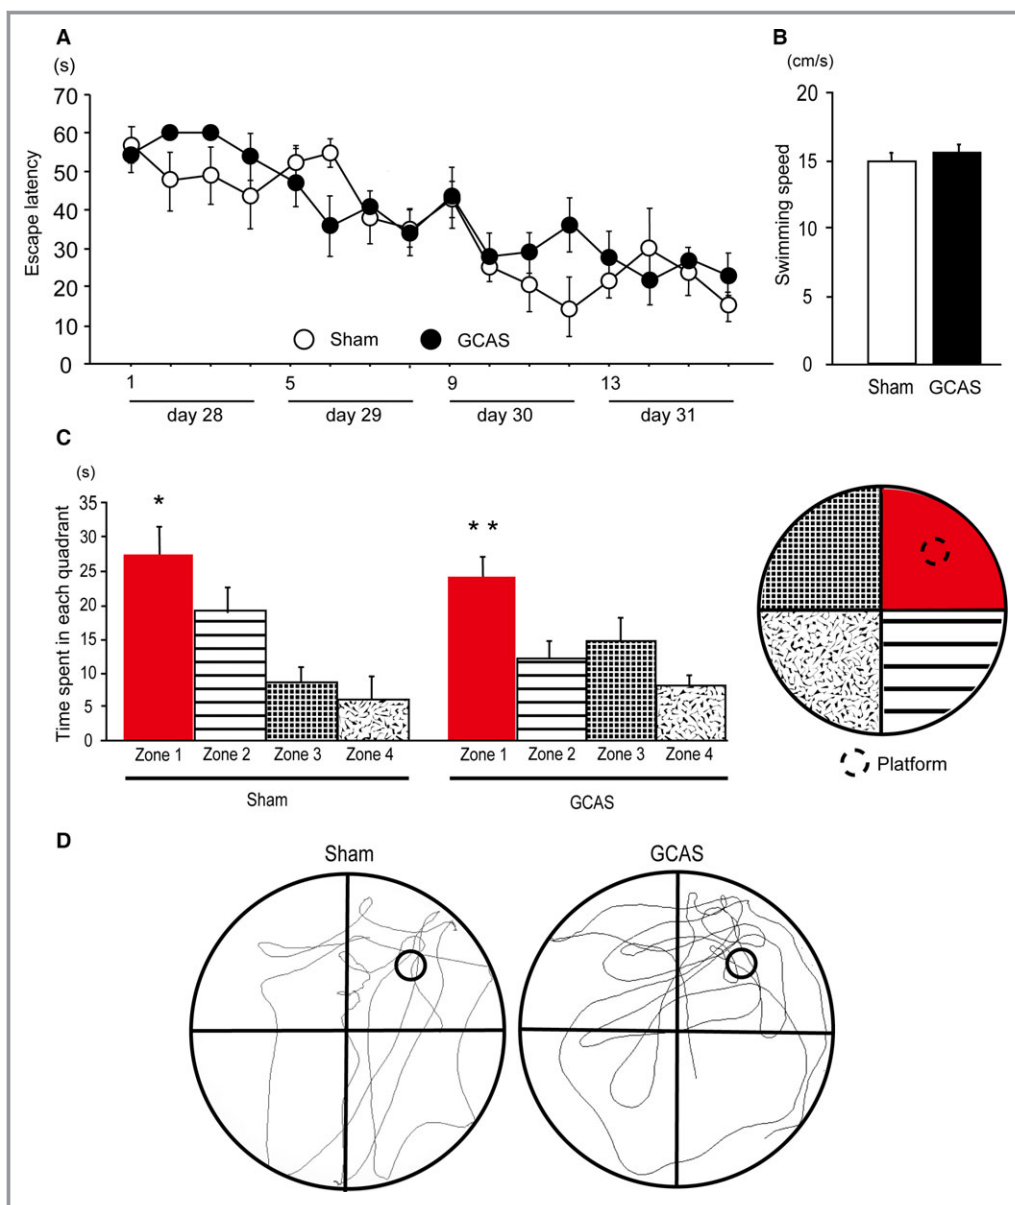 A
(s)
Escape latency
70
60
50
40
30
20
10
0
Sham
GCAS
1
5
9
13
day 28
day 29
day 30
day 31
B
(cm/s)
Swimming speed
20
15
10
5
0
Sham
GCAS
C
(s)
Time spent in each quadrant
35
30
25
20
15
10
5
0
*
* *
Zone 1
Zone 2
Zone 3
Zone 4
Zone 1
Zone 2
Zone 3
Zone 4
Sham
GCAS
Platform
D
Sham
GCAS